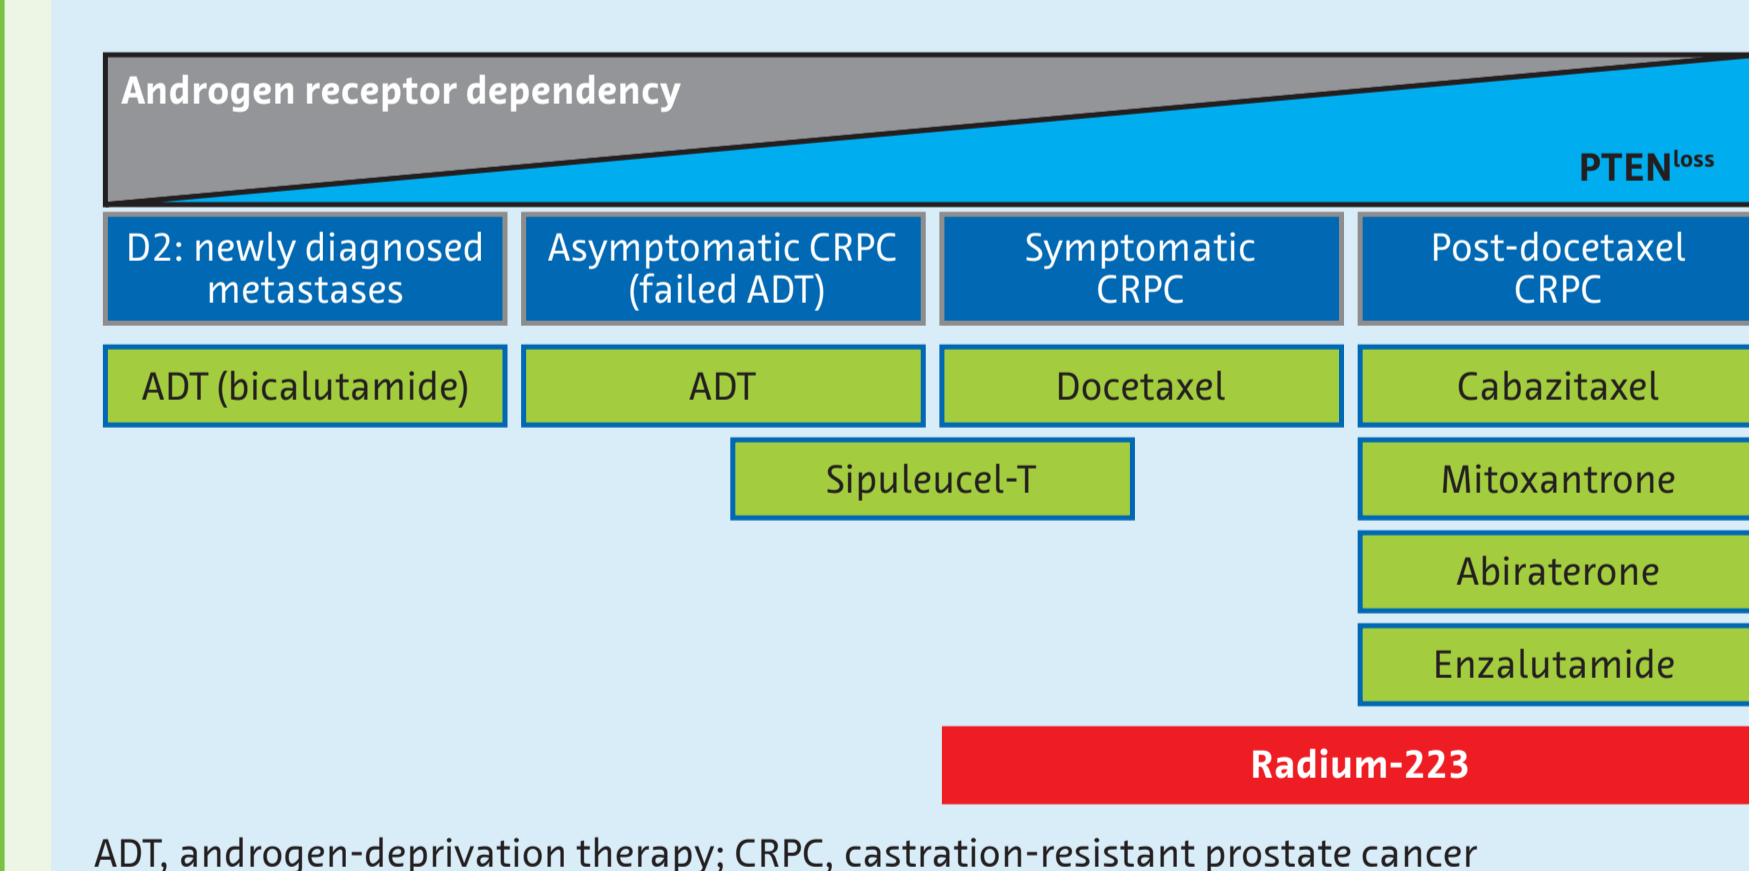 Androgen receptor dependency
PTENloss
D2: newly diagnosed
metastases
Asymptomatic CRPC
(failed ADT)
Symptomatic
CRPC
Post-docetaxel
CRPC
ADT (bicalutamide)
ADT
Docetaxel
Cabazitaxel
Sipuleucel-T
Mitoxantrone
Abiraterone
Enzalutamide
Radium-223
ADT, androgen-deprivation therapy; CRPC, castration-resistant prostate cancer